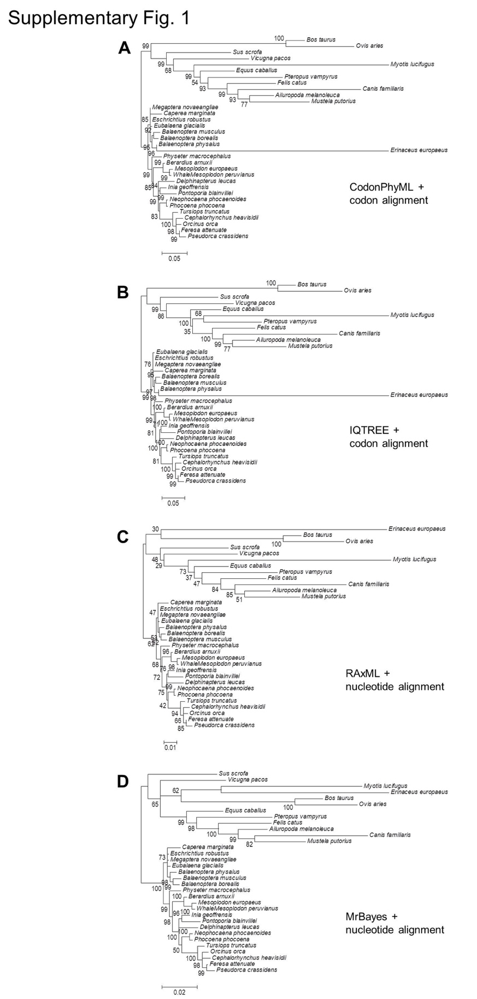 Supplementary Fig. 1
A
100
Bos taurus
99
Ovis aries
Sus scrofa
Vicugna pacos
99
68
Myotis lucifugus
Equus caballus
99
54
Pteropus vampyrus
Felis catus
93
Canis familiaris
99
Ailuropoda melanoleuca
93
77
Mustela putorius
Megaptera novaeangliae
Caperea marginata
85
Eschrichtius robustus
Eubalaena glacialis
92
Balaenoptera musculus
Balaenoptera borealis
Balaenoptera physalus
95
96
Erinaceus europaeus
Physeter macrocephalus
99
Berardius arnuxii
Mesoplodon europaeus
99
99
WhaleMesoplodon peruvianus
Delphinapterus leucas
85
84
Inia geoffrensis
Pontoporia blainvillei
99
99
Neophocaena phocaenoides
Phocoena phocoena
Tursiops truncatus
83
Cephalorhynchus heavisidii
100
Orcinus orca
98
Feresa attenuate
99
Pseudorca crassidens
0.05
CodonPhyML +
codon alignment
B
100
Bos taurus
Ovis aries
Sus scrofa
Vicugna pacos
99
86
Equus caballus
68
Myotis lucifugus
100
Pteropus vampyrus
35
Felis catus
Canis familiaris
100
Ailuropoda melanoleuca
99
77
Mustela putorius
Eubalaena glacialis
Eschrichtius robustus
76
Megaptera novaeangliae
Caperea marginata
95
Balaenoptera borealis
Balaenoptera musculus
Balaenoptera physalus
97
99
98
Erinaceus europaeus
Physeter macrocephalus
100
Berardius arnuxii
Mesoplodon europaeus
99
WhaleMesoplodon peruvianus
71
100
Inia geoffrensis
81
Pontoporia blainvillei
Delphinapterus leucas
100
100
Neophocaena phocaenoides
Phocoena phocoena
Tursiops truncatus
81
Cephalorhynchus heavisidii
100
Orcinus orca
99
Feresa attenuate
99
Pseudorca crassidens
0.05
IQTREE +
codon alignment
C
30
Erinaceus europaeus
Bos taurus
100
Ovis aries
Sus scrofa
Vicugna pacos
48
29
Myotis lucifugus
Equus caballus
73
37
Pteropus vampyrus
Felis catus
47
Canis familiaris
84
Ailuropoda melanoleuca
85
51
Mustela putorius
Caperea marginata
Eschrichtius robustus
47
Megaptera novaeangliae
Eubalaena glacialis
Balaenoptera physalus
Balaenoptera borealis
53
Balaenoptera musculus
Physeter macrocephalus
96
Berardius arnuxii
Mesoplodon europaeus
68
WhaleMesoplodon peruvianus
76
98
Inia geoffrensis
72
Pontoporia blainvillei
Delphinapterus leucas
99
75
Neophocaena phocaenoides
Phocoena phocoena
Tursiops truncatus
42
Cephalorhynchus heavisidii
94
Orcinus orca
66
Feresa attenuate
85
Pseudorca crassidens
0.01
RAxML +
nucleotide alignment
D
Sus scrofa
Vicugna pacos
Myotis lucifugus
62
Erinaceus europaeus
Bos taurus
65
100
Ovis aries
Equus caballus
Pteropus vampyrus
99
Felis catus
98
Ailuropoda melanoleuca
100
Canis familiaris
99
82
Mustela putorius
Caperea marginata
Eschrichtius robustus
73
Megaptera novaeangliae
Eubalaena glacialis
Balaenoptera physalus
Balaenoptera musculus
98
Balaenoptera borealis
100
99
Physeter macrocephalus
100
Berardius arnuxii
Mesoplodon europaeus
99
WhaleMesoplodon peruvianus
96
100
Inia geoffrensis
98
Pontoporia blainvillei
Delphinapterus leucas
100
100
Neophocaena phocaenoides
Phocoena phocoena
Tursiops truncatus
50
Orcinus orca
100
Cephalorhynchus heavisidii
98
Feresa attenuate
99
Pseudorca crassidens
0.02
MrBayes +
nucleotide alignment